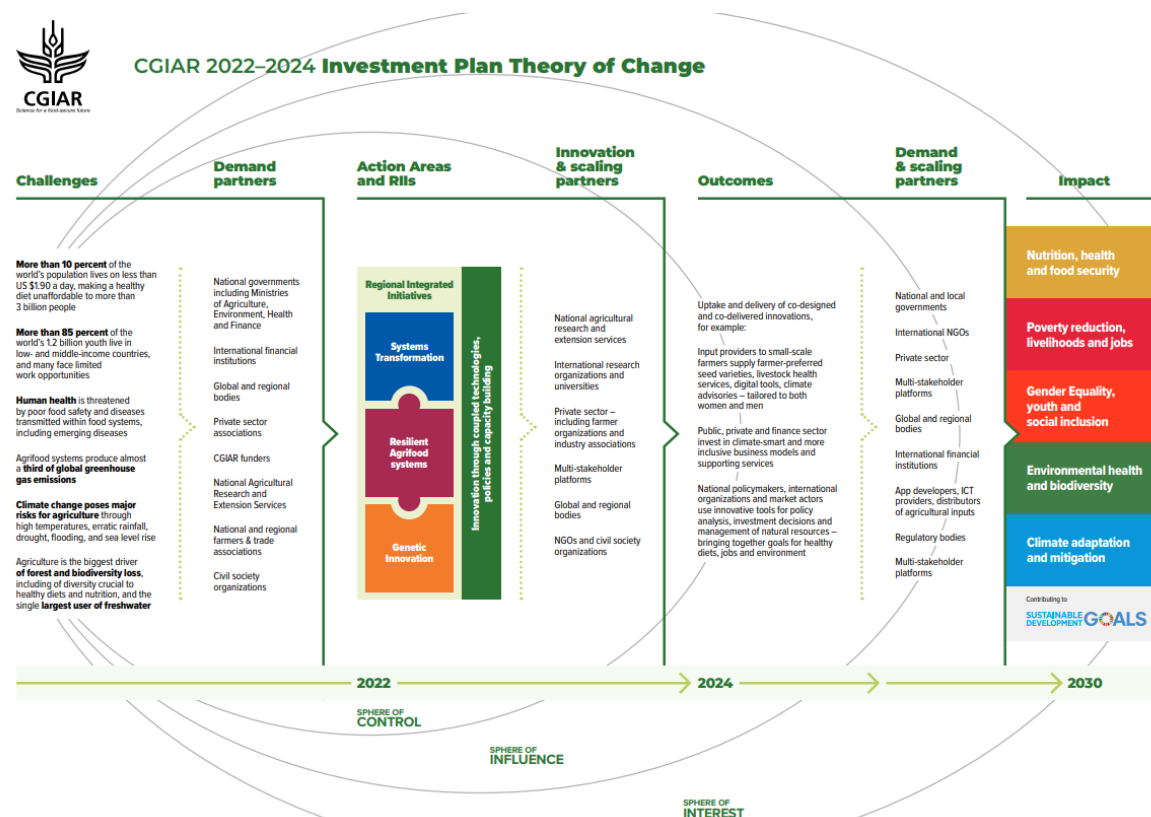 CGIAR
Science for a food-secure future
CGIAR 2022–2024 Investment Plan Theory of Change
Challenges
More than 10 percent of the
world's population lives on less than
US $1.90 a day, making a healthy
diet unaffordable to more than
3 billion people
More than 85 percent of the
world's 1.2 billion youth live in
low- and middle-income countries,
and many face limited
work opportunities
Human health is threatened
by poor food safety and diseases
transmitted within food systems,
including emerging diseases
Agrifood systems produce almost
a third of global greenhouse
gas emissions
Climate change poses major
risks for agriculture through
high temperatures, erratic rainfall,
drought, flooding, and sea level rise
Agriculture is the biggest driver
of forest and biodiversity loss,
including of diversity crucial to
healthy diets and nutrition, and the
single largest user of freshwater
Demand
partners
National governments
including Ministries
of Agriculture,
Environment, Health
and Finance
International financial
institutions
Global and regional
bodies
Private sector
associations
CGIAR funders
National Agricultural
Research and
Extension Services
National and regional
farmers & trade
associations
Civil society
organizations
Action Areas
and RIIs
Regional Integrated
Initiatives
Systems
Transformation
Resilient
Agrifood
systems
Genetic
Innovation
Innovation through coupled technologies,
policies and capacity building
Innovation
& scaling
partners
National agricultural
research and
extension services
International research
organizations and
universities
Private sector –
including farmer
organizations and
industry associations
Multi-stakeholder
platforms
Global and regional
bodies
NGOs and civil society
organizations
Outcomes
Uptake and delivery of co-designed
and co-delivered innovations,
for example:
Input providers to small-scale
farmers supply farmer-preferred
seed varieties, livestock health
services, digital tools, climate
advisories – tailored to both
women and men
Public, private and finance sector
invest in climate-smart and more
inclusive business models and
supporting services
National policymakers, international
organizations and market actors
use innovative tools for policy
analysis, investment decisions and
management of natural resources –
bringing together goals for healthy
diets, jobs and environment
Demand
& scaling
partners
National and local
governments
International NGOs
Private sector
Multi-stakeholder
platforms
Global and regional
bodies
International financial
institutions
App developers, ICT
providers, distributors
of agricultural inputs
Regulatory bodies
Multi-stakeholder
platforms
Impact
Nutrition, health
and food security
Poverty reduction,
livelihoods and jobs
Gender Equality,
youth and
social inclusion
Environmental health
and biodiversity
Climate adaptation
and mitigation
Contributing to
SUSTAINABLE
DEVELOPMENT GOALS
2022
2024
2030
SPHERE OF
CONTROL
SPHERE OF
INFLUENCE
SPHERE OF
INTEREST